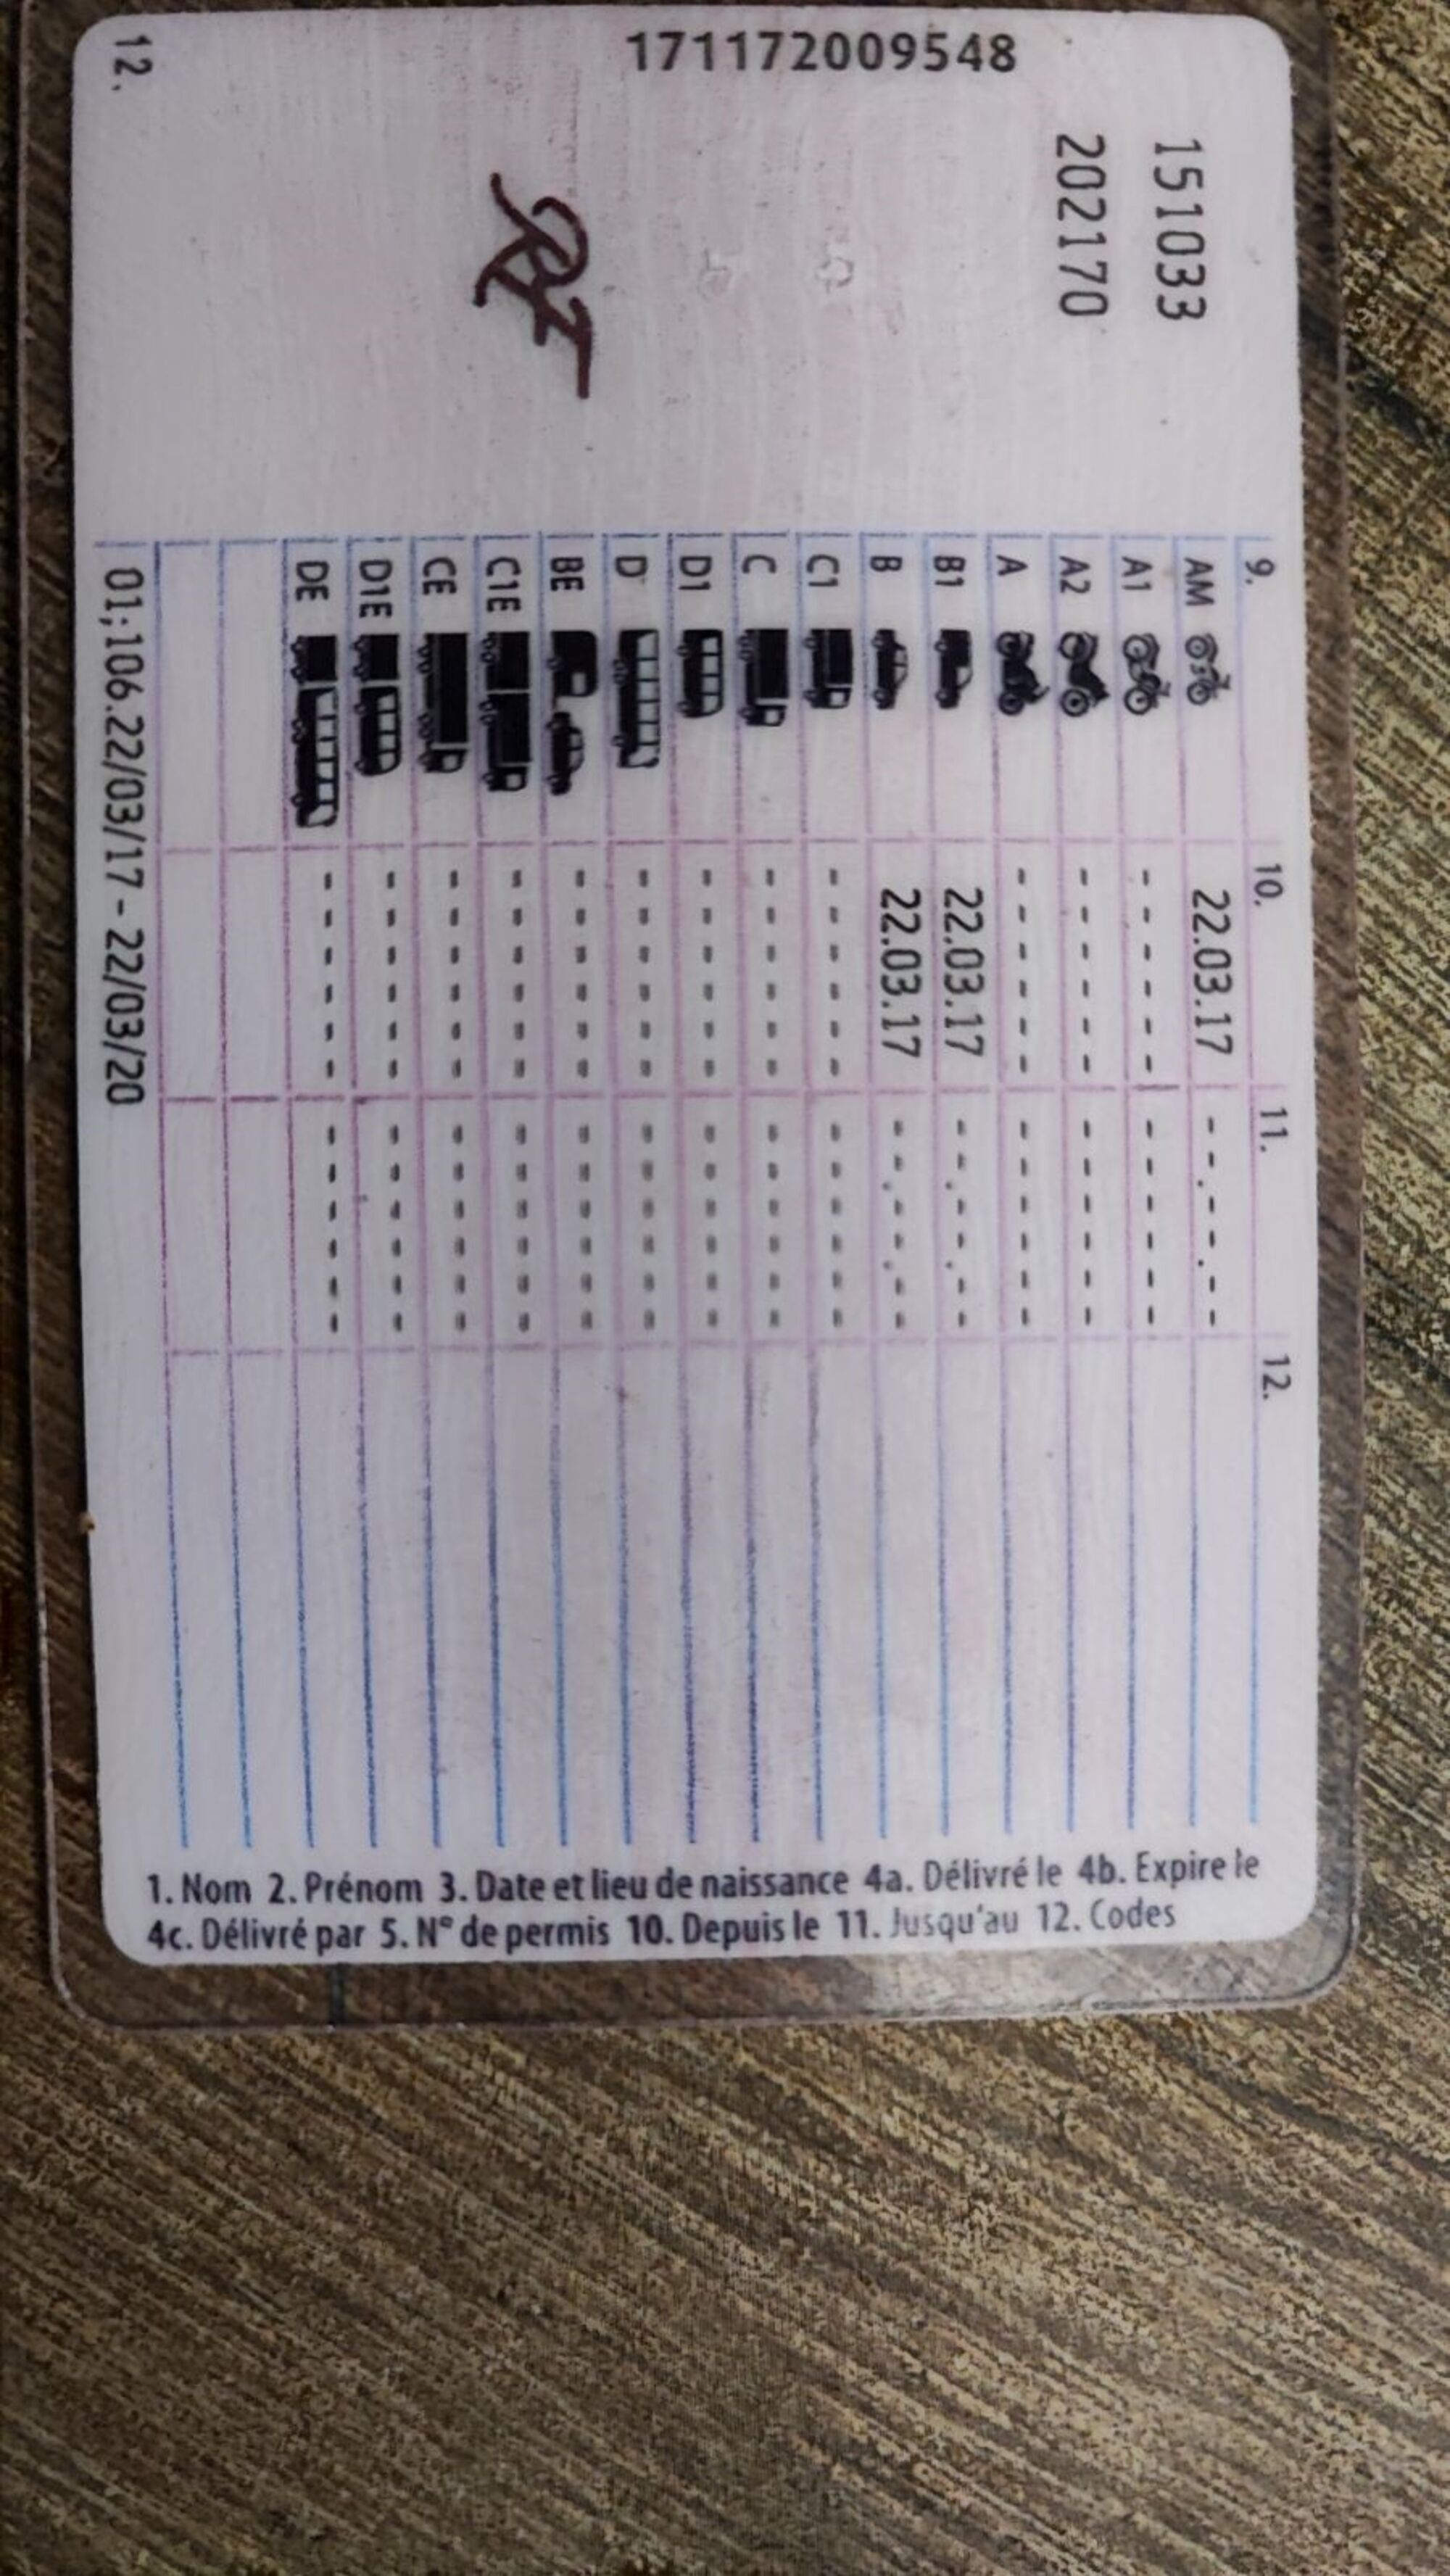 171172009548
151033
202170
9. 10. 11. 12.
AM 22.03.17 --.--.--
A1 ------ ------
A2 ------ ------
A ------ ------
B1 22.03.17 --.--.--
B 22.03.17 --.--.--
C1 ------ ------
C ------ ------
D1 ------ ------
D ------ ------
BE ------ ------
C1E ------ ------
CE ------ ------
D1E ------ ------
DE ------ ------
12. 01;106.22/03/17 - 22/03/20
1. Nom 2. Prénom 3. Date et lieu de naissance 4a. Délivré le 4b. Expire le
4c. Délivré par 5. N° de permis 10. Depuis le 11. Jusqu'au 12. Codes